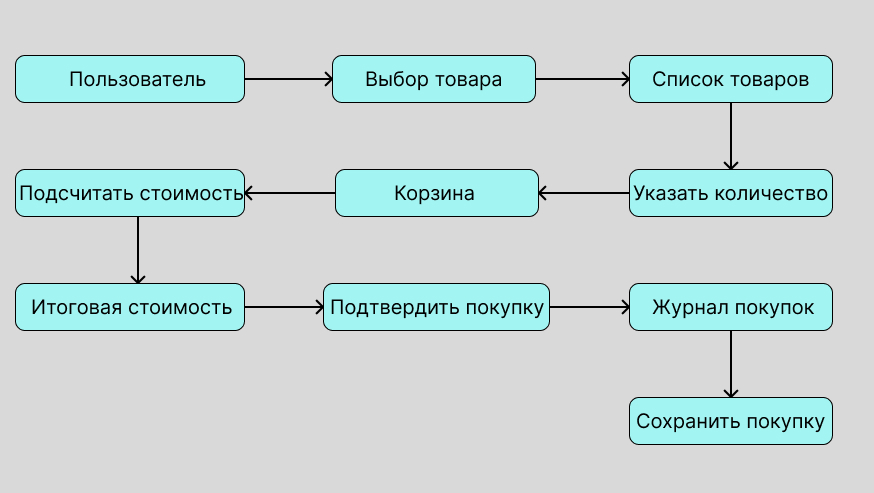 Пользователь
Выбор товара
Список товаров
Указать количество
Корзина
Подсчитать стоимость
Итоговая стоимость
Подтвердить покупку
Журнал покупок
Сохранить покупку